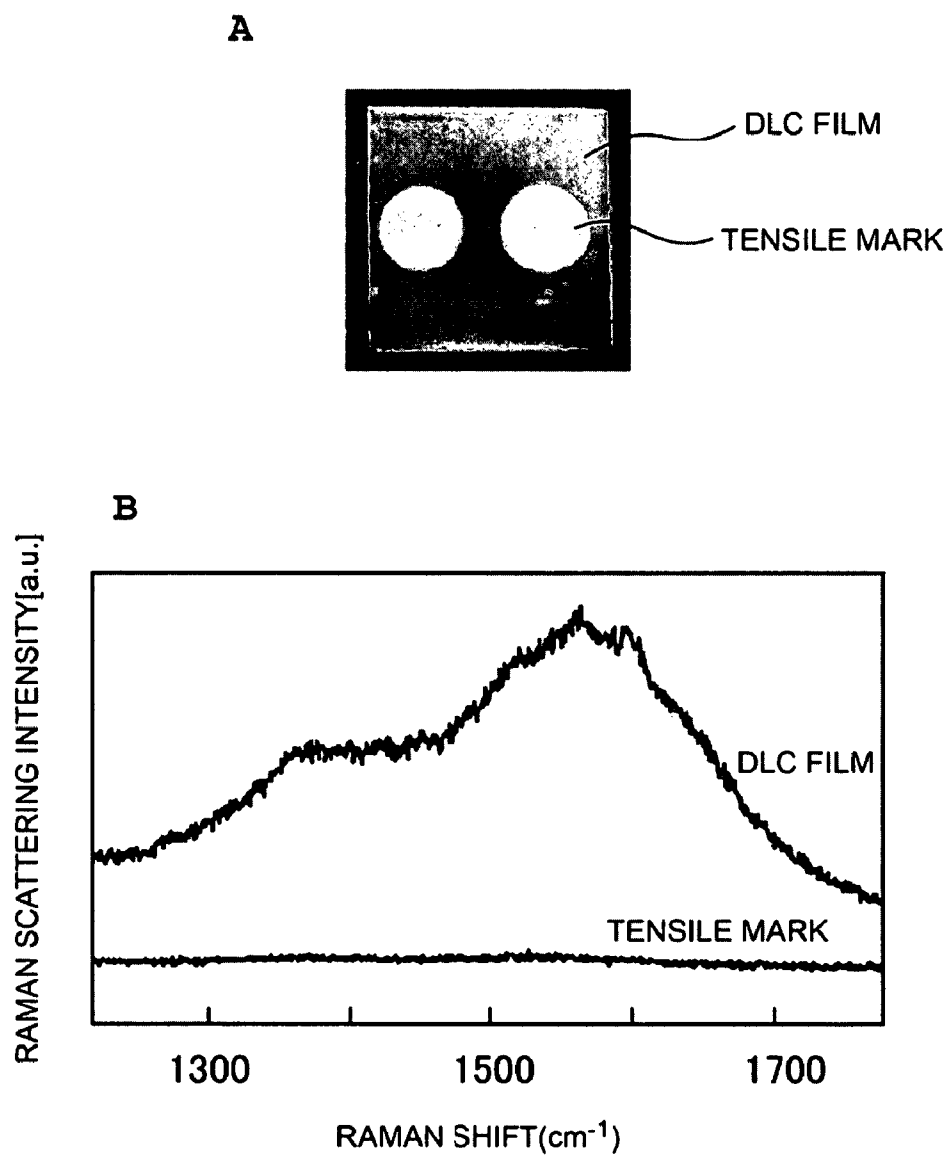 A
DLC FILM
TENSILE MARK
B
RAMAN SCATTERING INTENSITY[a.u.]
DLC FILM
TENSILE MARK
1300 1500 1700
RAMAN SHIFT(cm⁻¹)